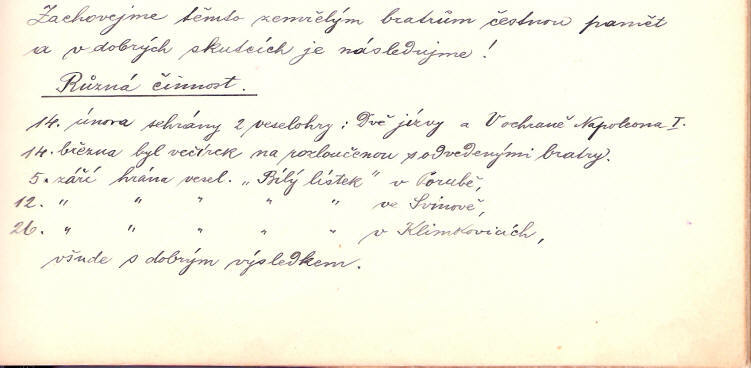 Zachovejme těmto zemřelým bratrům čestnou paměť
a v dobrých skutcích je následujme!
Různá činnost.
14. února sehrány 2 veselohry: Dvě jizvy a V ochraně Napoleona I.
14. března byl večírek na rozloučenou s odvedenými bratry.
5. září hrána vesel. „Bílý lístek" v Porubě,
12. " " " " " ve Svinově,
26. " " " " " v Klimkovicích,
všude s dobrým výsledkem.